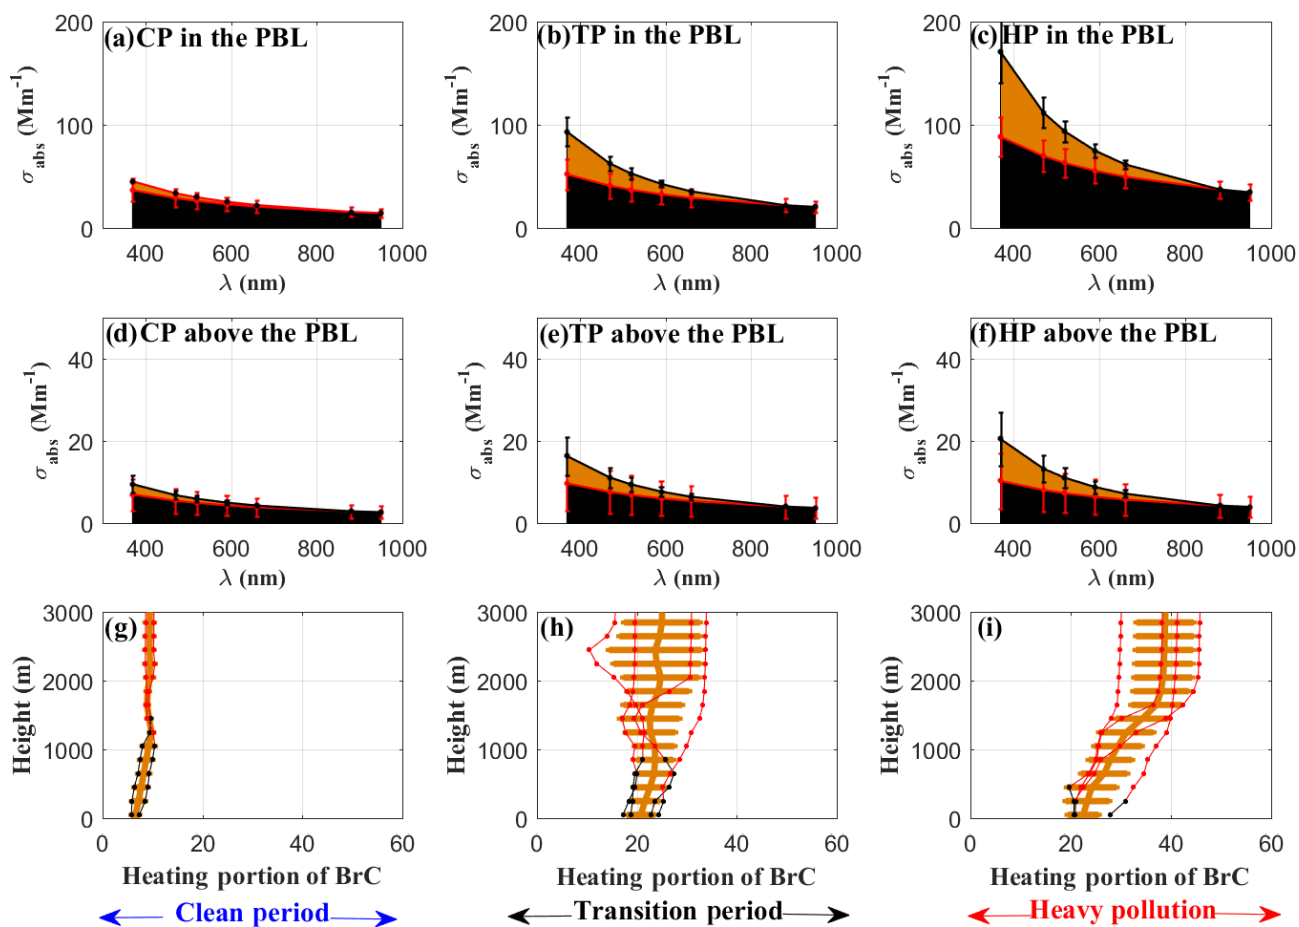 (a)CP in the PBL
(b)TP in the PBL
(c)HP in the PBL
200
100
0
σabs (Mm-1)
400 600 800 1000
λ (nm)
200
100
0
σabs (Mm-1)
400 600 800 1000
λ (nm)
200
100
0
σabs (Mm-1)
400 600 800 1000
λ (nm)
(d)CP above the PBL
(e)TP above the PBL
(f)HP above the PBL
40
20
0
σabs (Mm-1)
400 600 800 1000
λ (nm)
40
20
0
σabs (Mm-1)
400 600 800 1000
λ (nm)
40
20
0
σabs (Mm-1)
400 600 800 1000
λ (nm)
(g)
(h)
(i)
3000
2000
1000
0
Height (m)
0 20 40 60
Heating portion of BrC
3000
2000
1000
0
Height (m)
0 20 40 60
Heating portion of BrC
3000
2000
1000
0
Height (m)
0 20 40 60
Heating portion of BrC
Clean period
Transition period
Heavy pollution